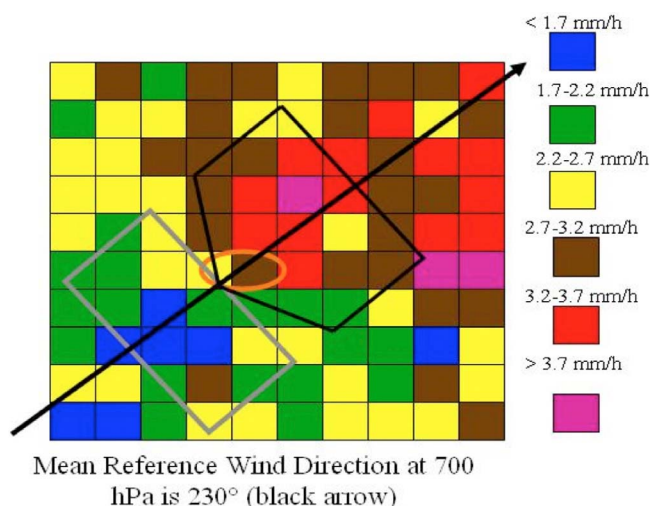 < 1.7 mm/h
1.7-2.2 mm/h
2.2-2.7 mm/h
2.7-3.2 mm/h
3.2-3.7 mm/h
> 3.7 mm/h
Mean Reference Wind Direction at 700
hPa is 230° (black arrow)